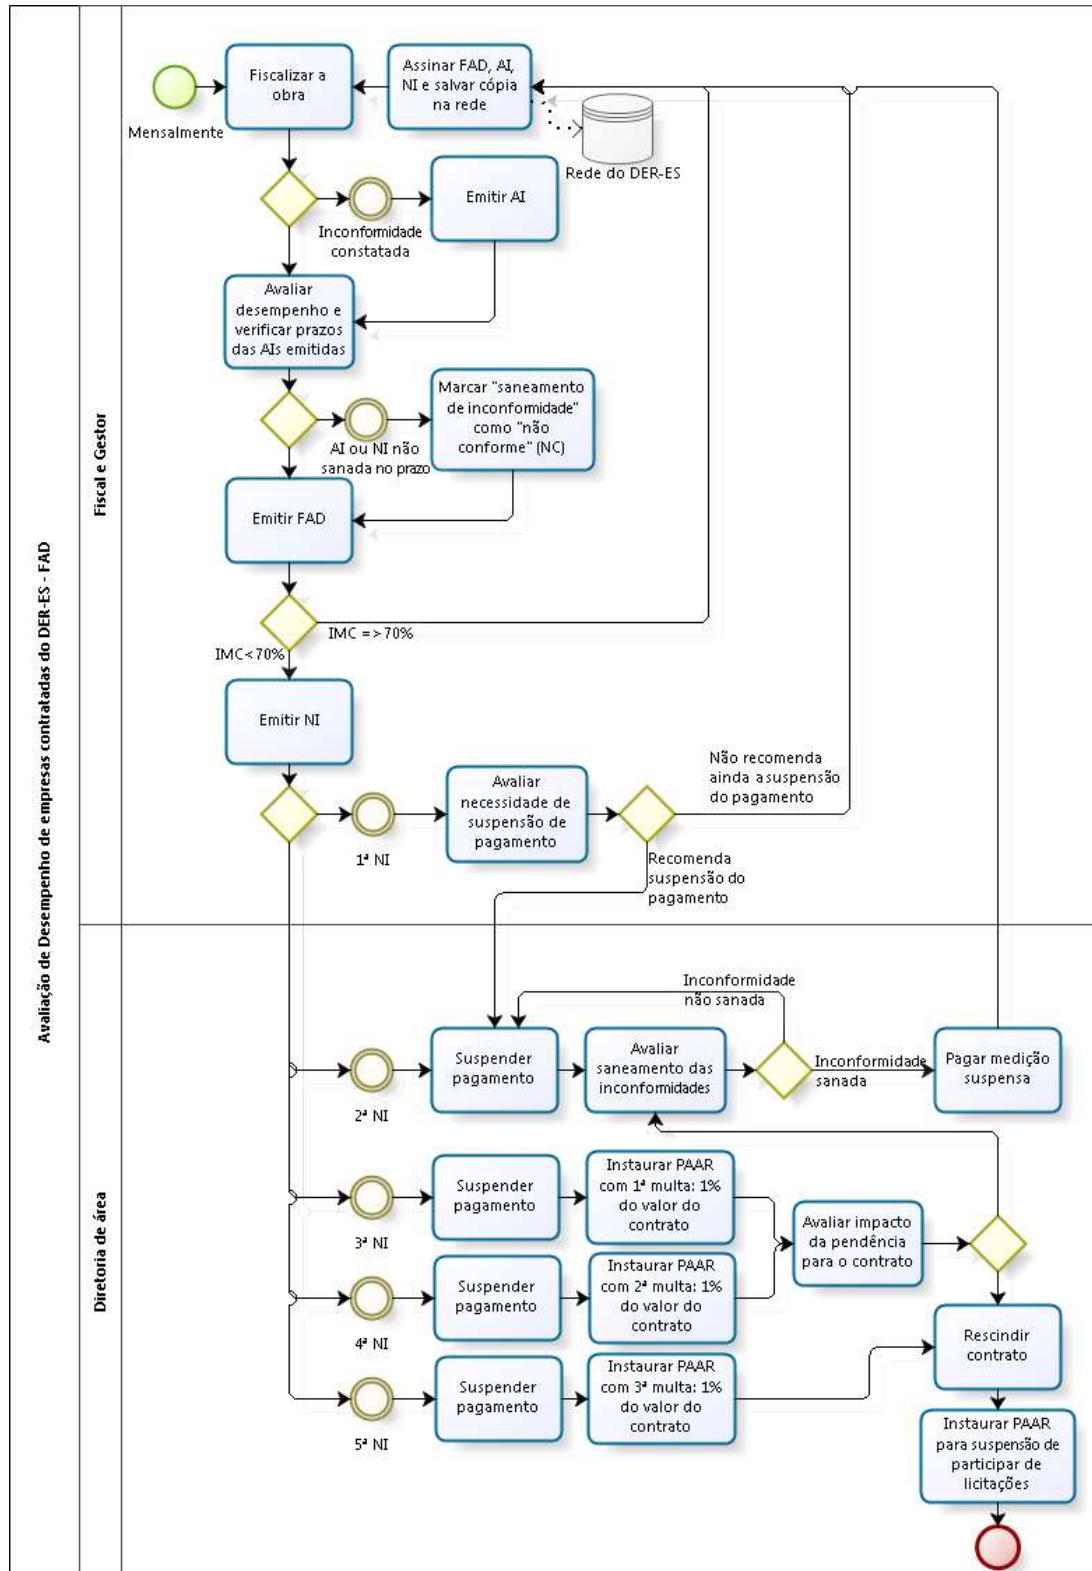 Avaliação de Desempenho de empresas contratadas do DER-ES - FAD
Fiscal e Gestor
Mensalmente
Fiscalizar a
obra
Assinar FAD, AI,
NI e salvar cópia
na rede
Rede do DER-ES
Inconformidade
constatada
Emitir AI
Avaliar
desempenho e
verificar prazos
das AIs emitidas
AI ou NI não
sanada no prazo
Marcar "saneamento
de inconformidade"
como "não
conforme" (NC)
Emitir FAD
IMC =>70%
IMC<70%
Emitir NI
1ª NI
Avaliar
necessidade de
suspensão de
pagamento
Não recomenda
ainda a suspensão
do pagamento
Recomenda
suspensão do
pagamento
Diretoria de área
2ª NI
Suspender
pagamento
Avaliar
saneamento das
inconformidades
Inconformidade
não sanada
Inconformidade
sanada
Pagar medição
suspensa
3ª NI
Suspender
pagamento
Instaurar PAAR
com 1ª multa: 1%
do valor do
contrato
Avaliar impacto
da pendência
para o contrato
4ª NI
Suspender
pagamento
Instaurar PAAR
com 2ª multa: 1%
do valor do
contrato
Rescindir
contrato
5ª NI
Suspender
pagamento
Instaurar PAAR
com 3ª multa: 1%
do valor do
contrato
Instaurar PAAR
para suspensão de
participar de
licitações